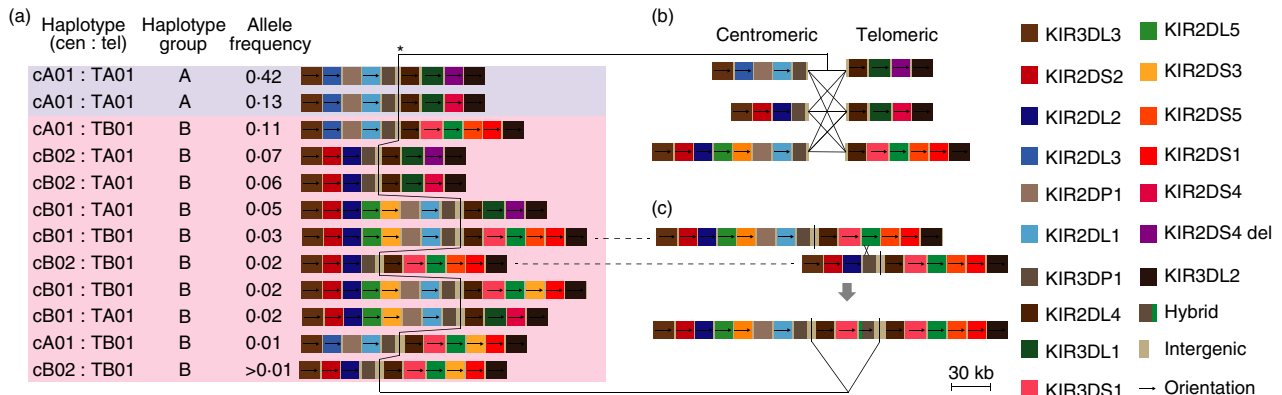 (a)
Haplotype (cen : tel)
Haplotype group
Allele frequency
*
cA01 : TA01 A 0·42
cA01 : TA01 A 0·13
cA01 : TB01 B 0·11
cB02 : TA01 B 0·07
cB02 : TA01 B 0·06
cB01 : TA01 B 0·05
cB01 : TB01 B 0·03
cB02 : TB01 B 0·02
cB01 : TB01 B 0·02
cB01 : TA01 B 0·02
cA01 : TB01 B 0·01
cB02 : TB01 B >0·01
(b)
Centromeric Telomeric
(c)
30 kb
KIR3DL3
KIR2DS2
KIR2DL2
KIR2DL3
KIR2DP1
KIR2DL1
KIR3DP1
KIR2DL4
KIR3DL1
KIR3DS1
KIR2DL5
KIR2DS3
KIR2DS5
KIR2DS1
KIR2DS4
KIR2DS4 del
KIR3DL2
Hybrid
Intergenic
Orientation